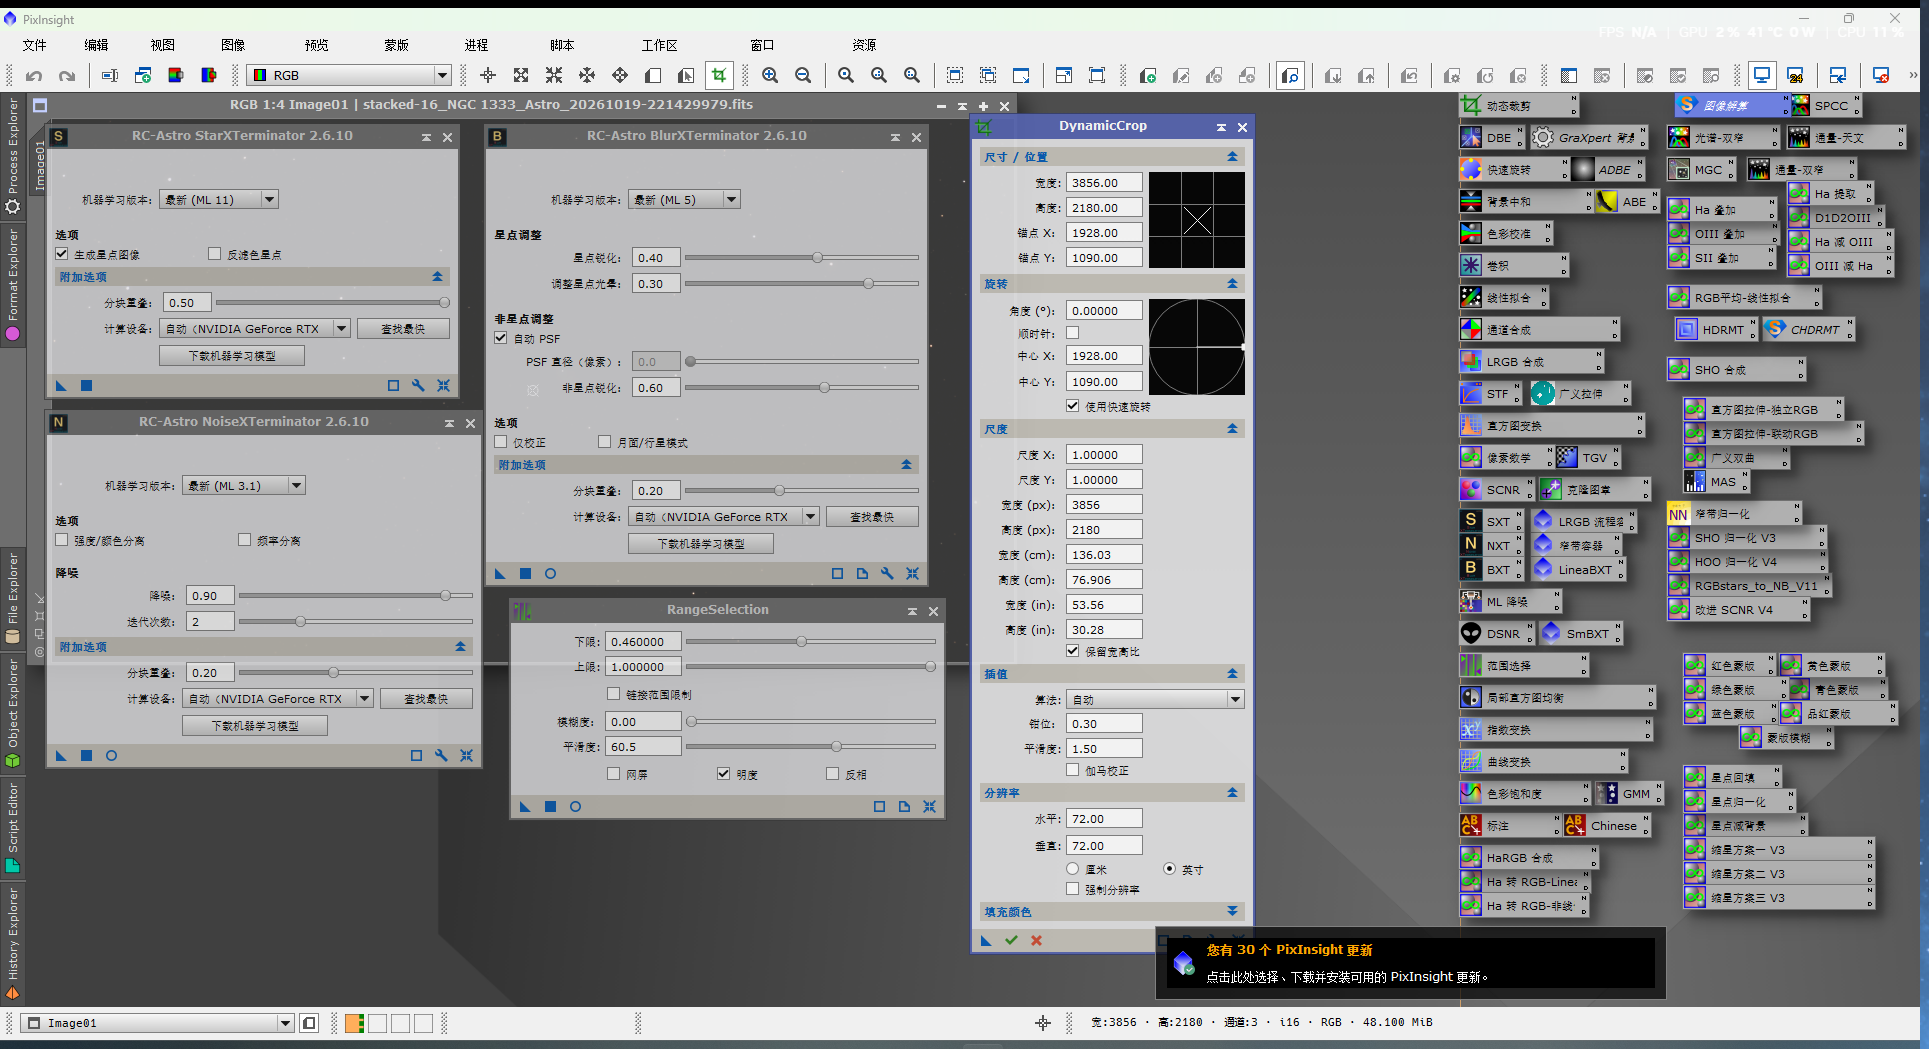 PixInsight
FPS N/A | GPU 2% 41°C 0W | CPU 11%
文件 编辑 视图 图像 预览 蒙版 进程 脚本 工作区 窗口 资源
RGB
24
RGB 1:4 Image01 | stacked-16_NGC 1333_Astro_20261019-221429979.fits
Process Explorer
Format Explorer
File Explorer
Object Explorer
Script Editor
History Explorer
Image01
S RC-Astro StarXTerminator 2.6.10
机器学习版本: 最新 (ML 11)
选项
生成星点图像 反滤色星点
附加选项
分块重叠: 0.50
计算设备: 自动 (NVIDIA GeForce RTX 查找最快
下载机器学习模型
N RC-Astro NoiseXTerminator 2.6.10
机器学习版本: 最新 (ML 3.1)
选项
强度/颜色分离 频率分离
降噪
降噪: 0.90
迭代次数: 2
附加选项
分块重叠: 0.20
计算设备: 自动 (NVIDIA GeForce RTX 查找最快
下载机器学习模型
B RC-Astro BlurXTerminator 2.6.10
机器学习版本: 最新 (ML 5)
星点调整
星点锐化: 0.40
调整星点光晕: 0.30
非星点调整
自动 PSF
PSF 直径 (像素): 0.0
非星点锐化: 0.60
选项
仅校正 月面/行星模式
附加选项
分块重叠: 0.20
计算设备: 自动 (NVIDIA GeForce RTX 查找最快
下载机器学习模型
RangeSelection
下限: 0.460000
上限: 1.000000
链接范围限制
模糊度: 0.00
平滑度: 60.5
网屏 明度 反相
DynamicCrop
尺寸 / 位置
宽度: 3856.00
高度: 2180.00
锚点 X: 1928.00
锚点 Y: 1090.00
旋转
角度 (°): 0.00000
顺时针:
中心 X: 1928.00
中心 Y: 1090.00
使用快速旋转
尺度
尺度 X: 1.00000
尺度 Y: 1.00000
宽度 (px): 3856
高度 (px): 2180
宽度 (cm): 136.03
高度 (cm): 76.906
宽度 (in): 53.56
高度 (in): 30.28
保留宽高比
插值
算法: 自动
钳位: 0.30
平滑度: 1.50
伽马校正
分辨率
水平: 72.00
垂直: 72.00
厘米 英寸
强制分辨率
填充颜色
动态裁剪
DBE GraXpert 背景
快速旋转 ADBE
背景中和 ABE
色彩校准
卷积
线性拟合
通道合成
LRGB 合成
STF 广义拉伸
直方图变换
像素数学 TGV
SCNR 克隆图章
S SXT LRGB 流程容
N NXT 窄带容器
B BXT LineaBXT
ML 降噪
DSNR SmBXT
范围选择
局部直方图均衡
指数变换
曲线变换
色彩饱和度 GMM
标注 Chinese
HaRGB 合成
Ha 转 RGB-Linea
Ha 转 RGB-非线
图像解算 SPCC
光谱-双窄 通量-天文
MGC 通量-双窄
Ha 叠加 Ha 提取
OIII 叠加 D1D2OIII
SII 叠加 Ha 减 OIII
OIII 减 Ha
RGB平均-线性拟合
HDRMT CHDRMT
SHO 合成
直方图拉伸-独立RGB
直方图拉伸-联动RGB
广义双曲
MAS
NN 窄带归一化
SHO 归一化 V3
HOO 归一化 V4
RGBstars_to_NB_V11
改进 SCNR V4
红色蒙版 黄色蒙版
绿色蒙版 青色蒙版
蓝色蒙版 品红蒙版
蒙版模糊
星点回填
星点归一化
星点减背景
缩星方案一 V3
缩星方案二 V3
缩星方案三 V3
您有 30 个 PixInsight 更新
点击此处选择、下载并安装可用的 PixInsight 更新。
Image01
宽:3856 · 高:2180 · 通道:3 · i16 · RGB · 48.100 MiB